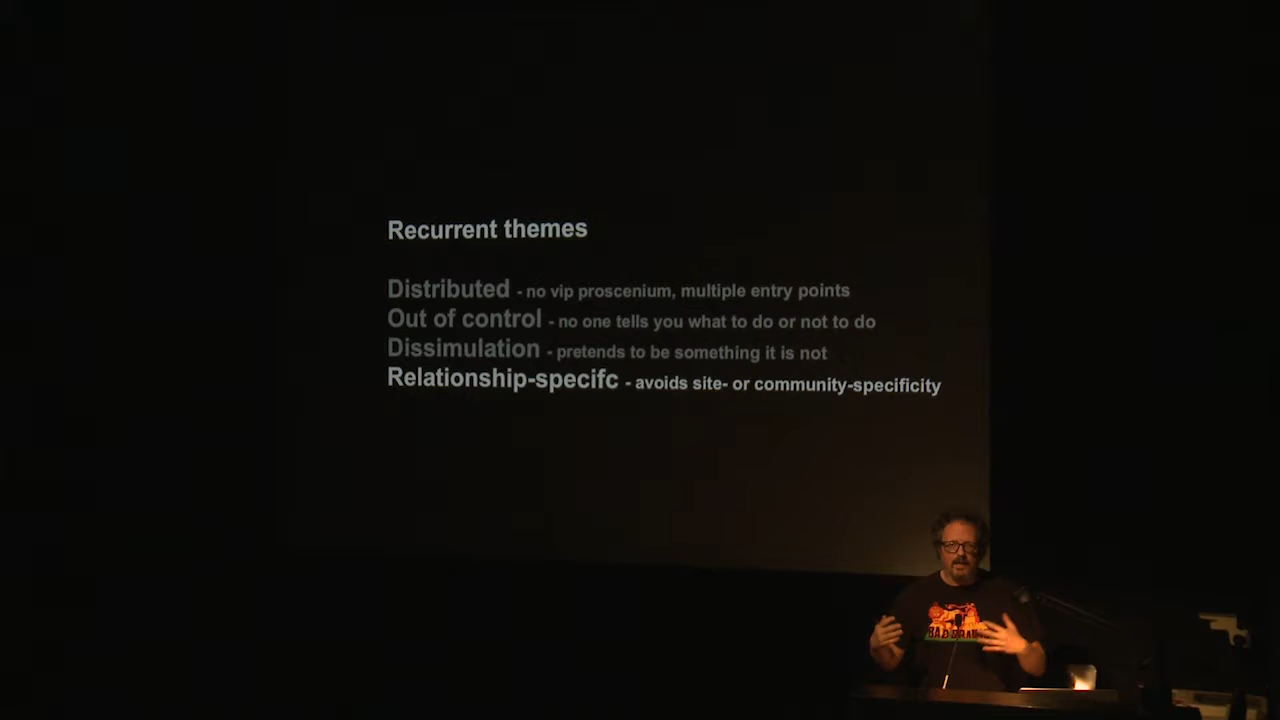 Recurrent themes
Distributed - no vip proscenium, multiple entry points
Out of control - no one tells you what to do or not to do
Dissimulation - pretends to be something it is not
Relationship-specifc - avoids site- or community-specificity
BAD